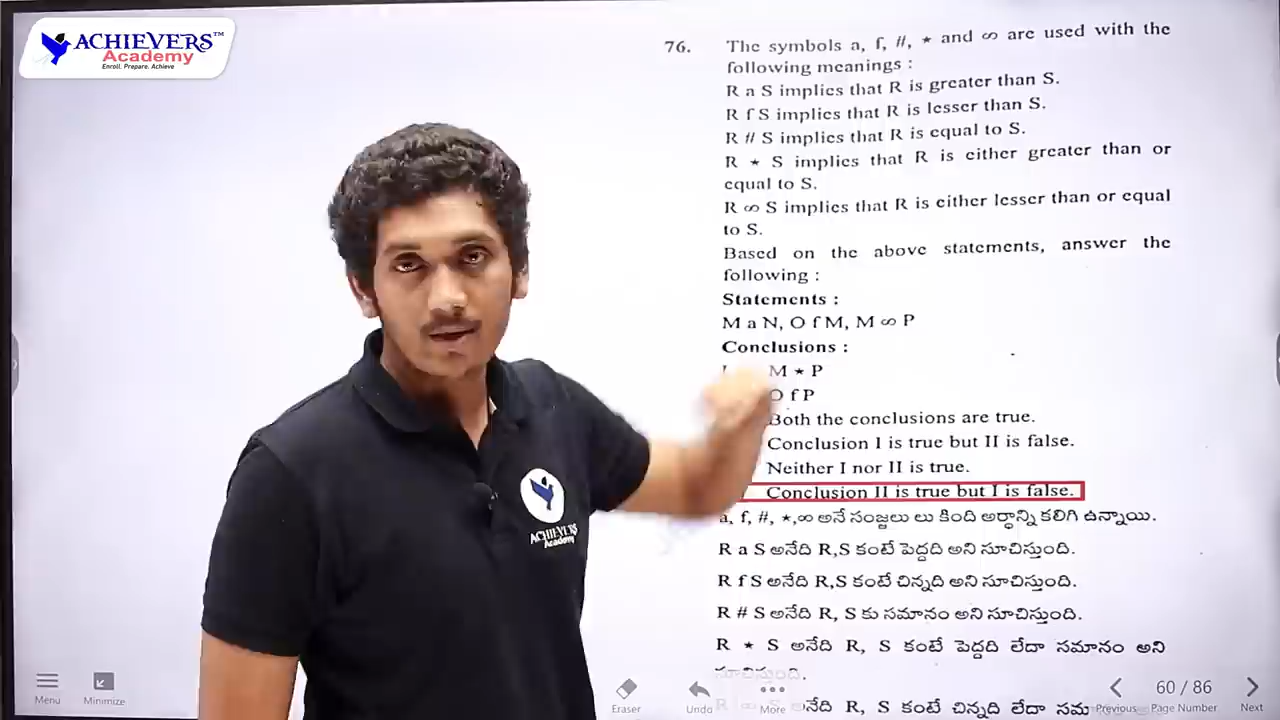 ACHIEVERS™
Academy
Enroll. Prepare. Achieve
76. The symbols a, f, #, ⋆ and ∞ are used with the
following meanings :
R a S implies that R is greater than S.
R f S implies that R is lesser than S.
R # S implies that R is equal to S.
R ⋆ S implies that R is either greater than or
equal to S.
R ∞ S implies that R is either lesser than or equal
to S.
Based on the above statements, answer the
following :
Statements :
M a N, O f M, M ∞ P
Conclusions :
M ⋆ P
O f P
Both the conclusions are true.
Conclusion I is true but II is false.
Neither I nor II is true.
Conclusion II is true but I is false.
a, f, #, ⋆,∞ అనే సంజ్ఞలు లు కింది అర్థాన్ని కలిగి ఉన్నాయి.
R a S అనేది R,S కంటే పెద్దది అని సూచిస్తుంది.
R f S అనేది R,S కంటే చిన్నది అని సూచిస్తుంది.
R # S అనేది R, S కు సమానం అని సూచిస్తుంది.
R ⋆ S అనేది R, S కంటే పెద్దది లేదా సమానం అని
సూచిస్తుంది.
R ∞ S అనేది R, S కంటే చిన్నది లేదా
ACHIEVERS
Academy
Menu
Minimize
Eraser
Undo
More
Previous
60 / 86
Page Number
Next